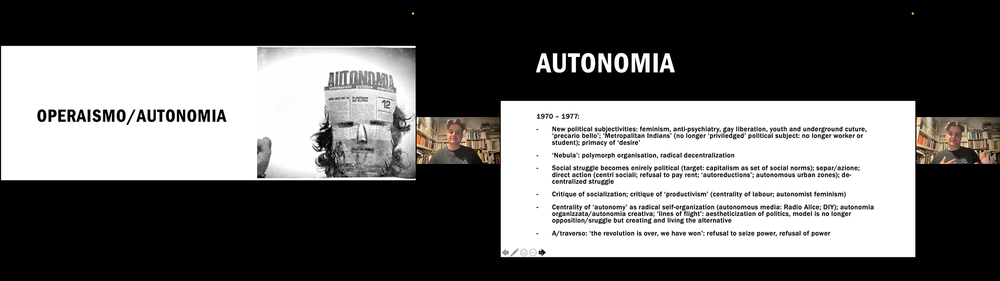 OPERAISMO/AUTONOMIA
AUTONOMIA
settimanale politico
12
AUTONOMIA
1970 – 1977:
- New political subjectivities: feminism, anti-psychiatry, gay liberation, youth and underground cuture,
‘precario bello’; ‘Metropalitan Indians’ (no longer ‘priviledged’ political subject: no longer worker or
student); primacy of ‘desire’
- ‘Nebula’: polymorph organisation, radical decentralization
- Social struggle becomes enirely political (target: capitalism as set of social norms); separ/azione;
direct action (centri sociali; refusal to pay rent; ‘autoreductions’; autonomous urban zones); de-
centralized struggle
- Critique of socialization; critique of ‘productivism’ (centrality of labour; autonomist feminism)
- Centrality of ‘autonomy’ as radical self-organization (autonomous media: Radio Alice; DIY); autonomia
organizzata/autonomia creativa; ‘lines of flight’: aestheticization of politics, model is no longer
opposition/sruggle but creating and living the alternative
- A/traverso: ‘the revolution is over, we have won’: refusal to seize power, refusal of power